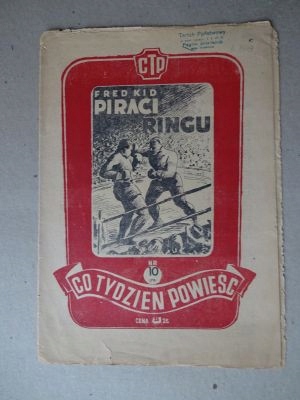 CTP
FRED KID
PIRACI
RINGU
NR
10
CO TYDZIEŃ POWIEŚĆ
CENA